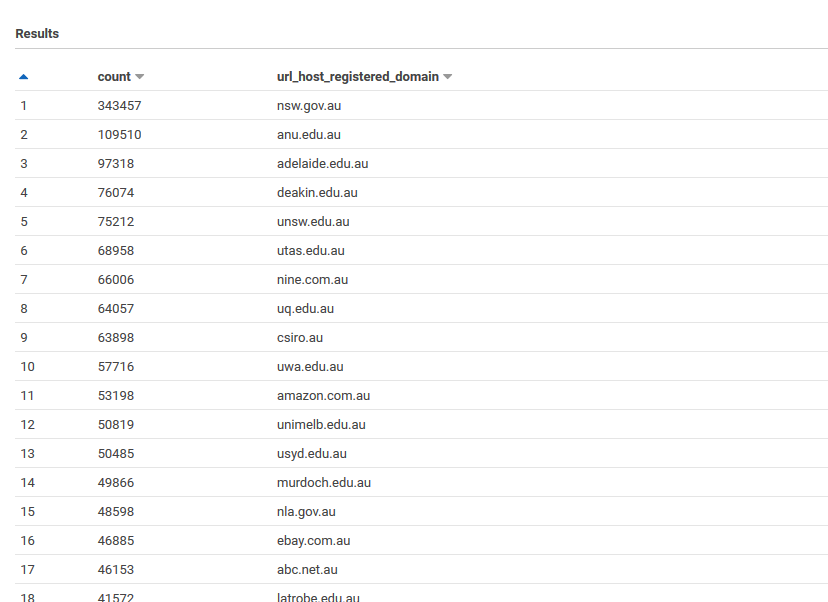 Results
count url_host_registered_domain
1 343457 nsw.gov.au
2 109510 anu.edu.au
3 97318 adelaide.edu.au
4 76074 deakin.edu.au
5 75212 unsw.edu.au
6 68958 utas.edu.au
7 66006 nine.com.au
8 64057 uq.edu.au
9 63898 csiro.au
10 57716 uwa.edu.au
11 53198 amazon.com.au
12 50819 unimelb.edu.au
13 50485 usyd.edu.au
14 49866 murdoch.edu.au
15 48598 nla.gov.au
16 46885 ebay.com.au
17 46153 abc.net.au
18 41572 latrobe.edu.au